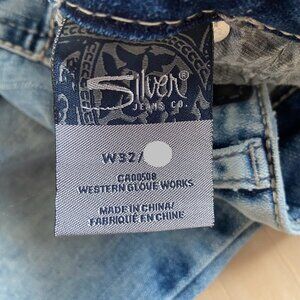 Silver®
JEANS CO.
W32/
CA00508
WESTERN GLOVE WORKS
MADE IN CHINA/
FABRIQUÉ EN CHINE